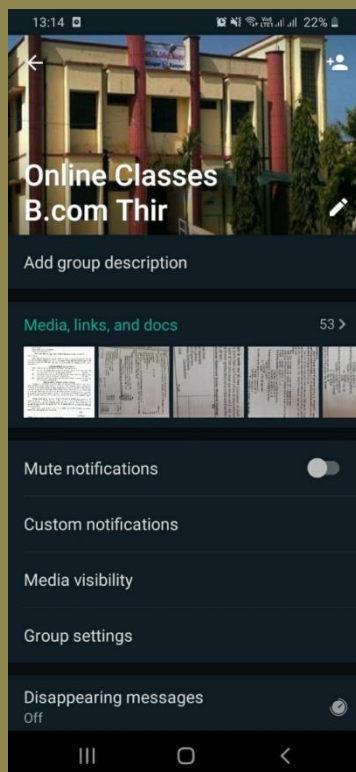 13:14
22%
Online Classes
B.com Thir
Add group description
Media, links, and docs
53 >
Mute notifications
Custom notifications
Media visibility
Group settings
Disappearing messages
Off